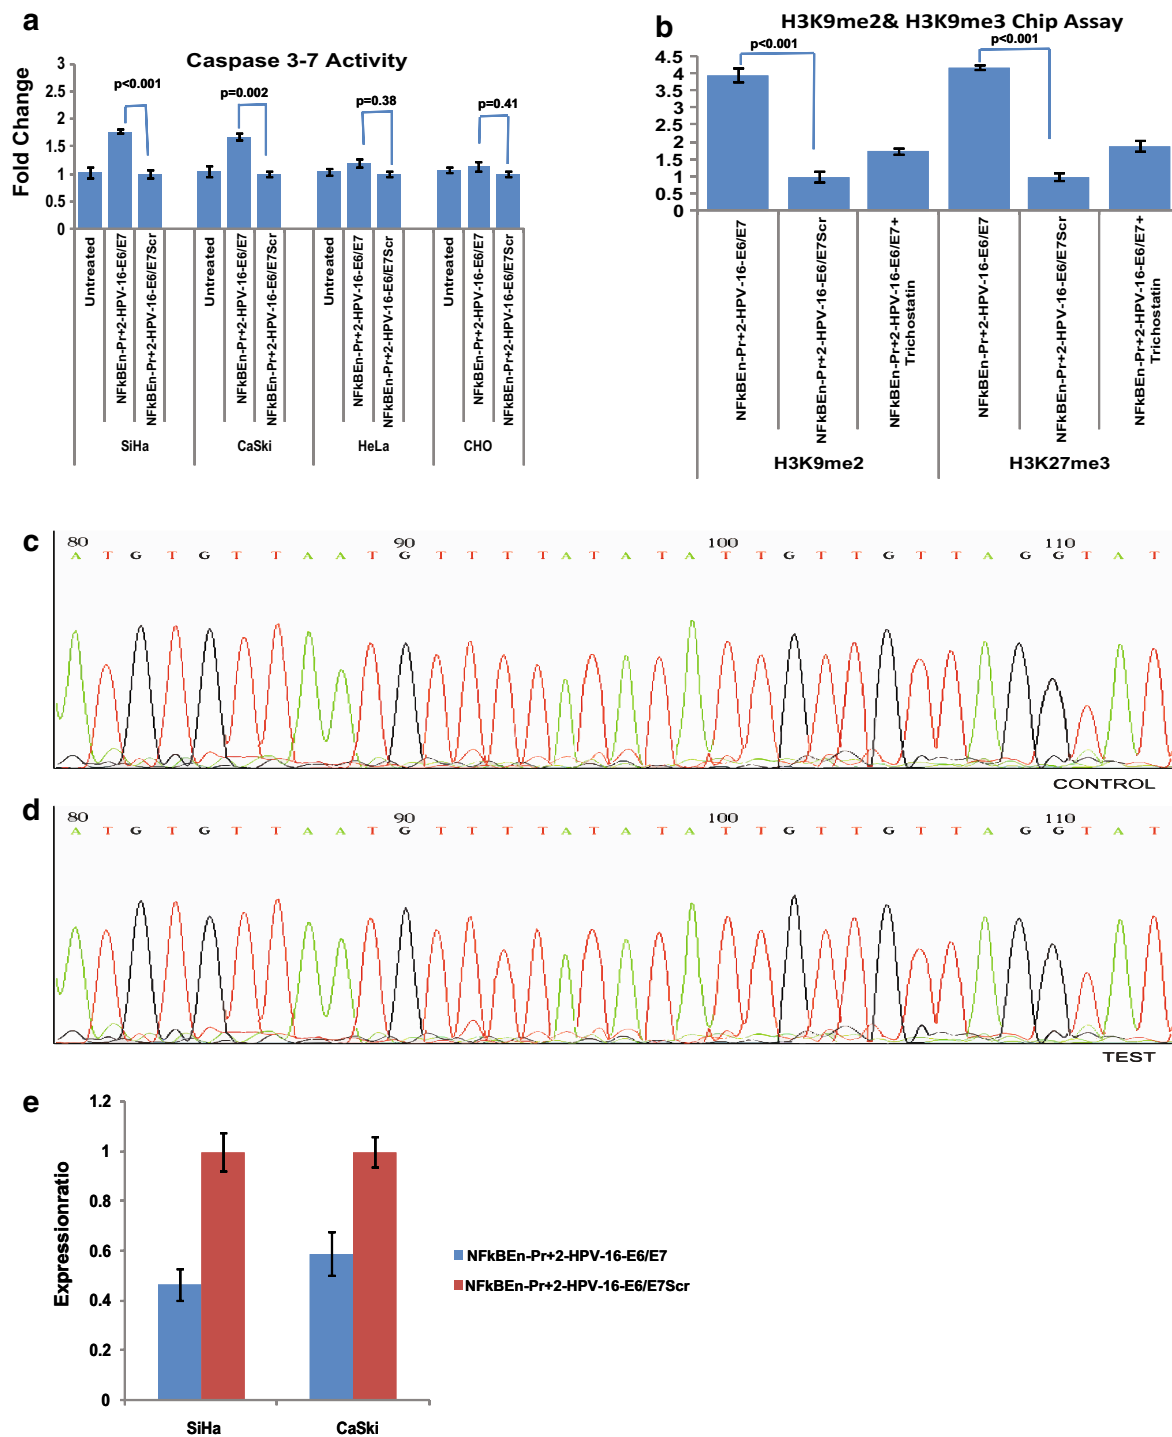 a
Caspase 3-7 Activity
Fold Change
3
2.5
2
1.5
1
0.5
0
p<0.001
p=0.002
p=0.38
p=0.41
Untreated
NFkBEn-Pr+2-HPV-16-E6/E7
NFkBEn-Pr+2-HPV-16-E6/E7Scr
Untreated
NFkBEn-Pr+2-HPV-16-E6/E7
NFkBEn-Pr+2-HPV-16-E6/E7Scr
Untreated
NFkBEn-Pr+2-HPV-16-E6/E7
NFkBEn-Pr+2-HPV-16-E6/E7Scr
Untreated
NFkBEn-Pr+2-HPV-16-E6/E7
NFkBEn-Pr+2-HPV-16-E6/E7Scr
SiHa
CaSki
HeLa
CHO
b
H3K9me2& H3K9me3 Chip Assay
4.5
4
3.5
3
2.5
2
1.5
1
0.5
0
p<0.001
p<0.001
NFkBEn-Pr+2-HPV-16-E6/E7
NFkBEn-Pr+2-HPV-16-E6/E7Scr
NFkBEn-Pr+2-HPV-16-E6/E7+
Trichostatin
NFkBEn-Pr+2-HPV-16-E6/E7
NFkBEn-Pr+2-HPV-16-E6/E7Scr
NFkBEn-Pr+2-HPV-16-E6/E7+
Trichostatin
H3K9me2
H3K27me3
c
80 90 100 110
A T G T G T T A A T G T T T T A T A T A T T G T T G T T A G G T A T
CONTROL
d
80 90 100 110
A T G T G T T A A T G T T T T A T A T A T T G T T G T T A G G T A T
TEST
e
Expressionratio
1.2
1
0.8
0.6
0.4
0.2
0
SiHa
CaSki
NFkBEn-Pr+2-HPV-16-E6/E7
NFkBEn-Pr+2-HPV-16-E6/E7Scr